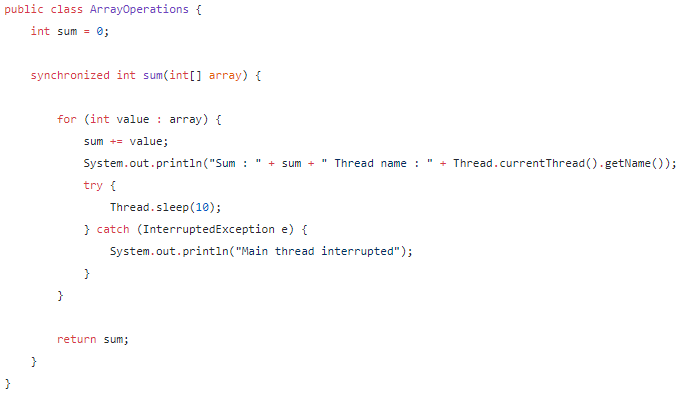 public class ArrayOperations {
    int sum = 0;

    synchronized int sum(int[] array) {

        for (int value : array) {
            sum += value;
            System.out.println("Sum : " + sum + " Thread name : " + Thread.currentThread().getName());
            try {
                Thread.sleep(10);
            } catch (InterruptedException e) {
                System.out.println("Main thread interrupted");
            }
        }

        return sum;
    }
}